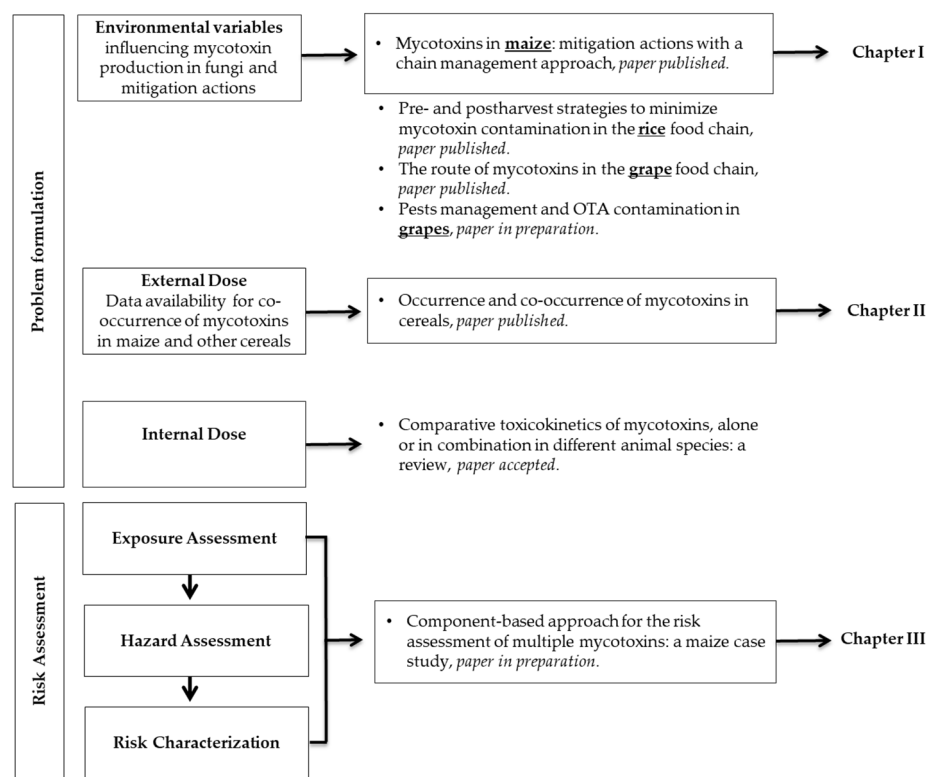 Problem formulation
Environmental variables
influencing mycotoxin
production in fungi and
mitigation actions
• Mycotoxins in maize: mitigation actions with a
chain management approach, paper published.
Chapter I
• Pre- and postharvest strategies to minimize
mycotoxin contamination in the rice food chain,
paper published.
• The route of mycotoxins in the grape food chain,
paper published.
• Pests management and OTA contamination in
grapes, paper in preparation.
External Dose
Data availability for co-
occurrence of mycotoxins
in maize and other cereals
• Occurrence and co-occurrence of mycotoxins in
cereals, paper published.
Chapter II
Internal Dose
• Comparative toxicokinetics of mycotoxins, alone
or in combination in different animal species: a
review, paper accepted.
Risk Assessment
Exposure Assessment
Hazard Assessment
Risk Characterization
• Component-based approach for the risk
assessment of multiple mycotoxins: a maize case
study, paper in preparation.
Chapter III